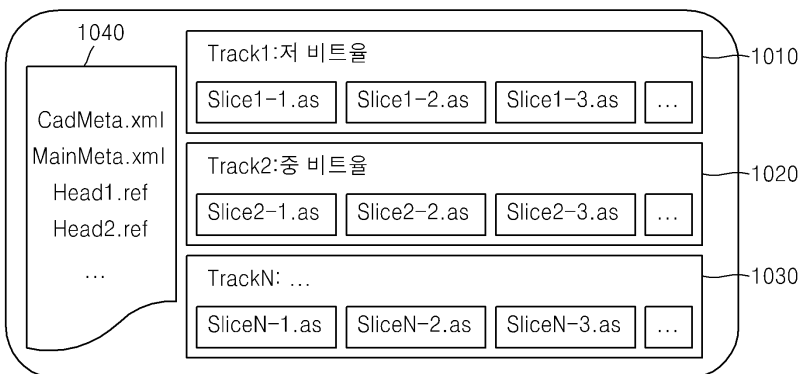 1040
CadMeta.xml
MainMeta.xml
Head1.ref
Head2.ref
...
Track1:저 비트율
1010
Slice1-1.as Slice1-2.as Slice1-3.as ...
Track2:중 비트율
1020
Slice2-1.as Slice2-2.as Slice2-3.as ...
TrackN: ...
1030
SliceN-1.as SliceN-2.as SliceN-3.as ...